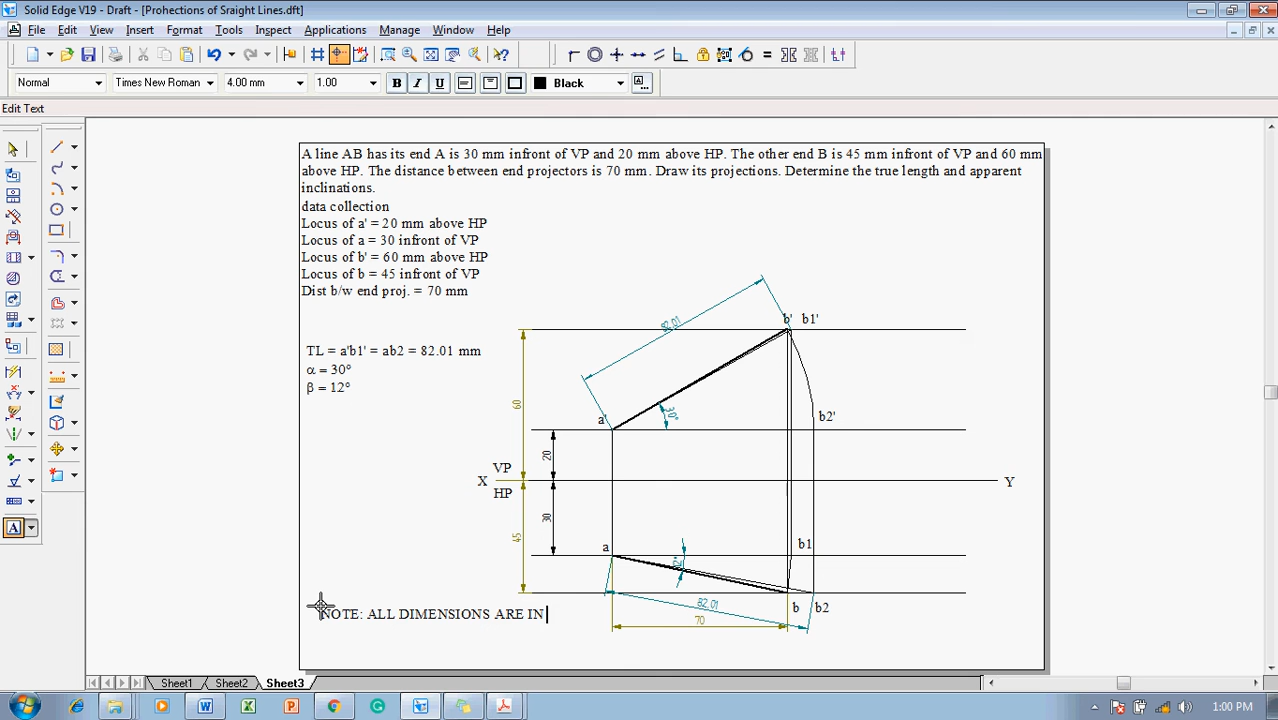 Solid Edge V19 - Draft - [Prohections of Sraight Lines.dft]
File Edit View Insert Format Tools Inspect Applications Manage Window Help
Normal Times New Roman 4.00 mm 1.00 B I U Black A...
Edit Text
A line AB has its end A is 30 mm infront of VP and 20 mm above HP. The other end B is 45 mm infront of VP and 60 mm
above HP. The distance between end projectors is 70 mm. Draw its projections. Determine the true length and apparent
inclinations.
data collection
Locus of a' = 20 mm above HP
Locus of a = 30 infront of VP
Locus of b' = 60 mm above HP
Locus of b = 45 infront of VP
Dist b/w end proj. = 70 mm
82.01
b' b1'
TL = a'b1' = ab2 = 82.01 mm
α = 30°
β = 12°
60
a'
30°
b2'
20
VP
X
Y
HP
30
45
a
b1
12°
82.01
b b2
NOTE: ALL DIMENSIONS ARE IN
70
A
Sheet1 Sheet2 Sheet3
1:00 PM